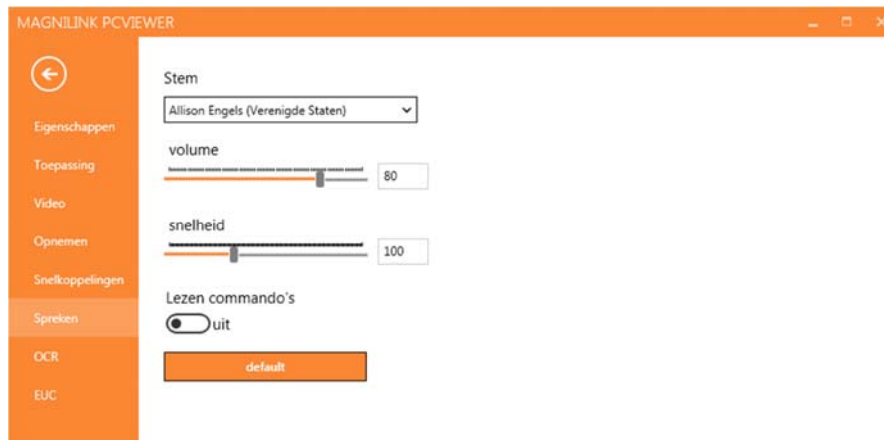 MAGNILINK PCVIEWER
Eigenschappen
Toepassing
Video
Opnemen
Snelkoppelingen
Spreken
OCR
EUC
Stem
Allison Engels (Verenigde Staten)
volume
80
snelheid
100
Lezen commando's
uit
default